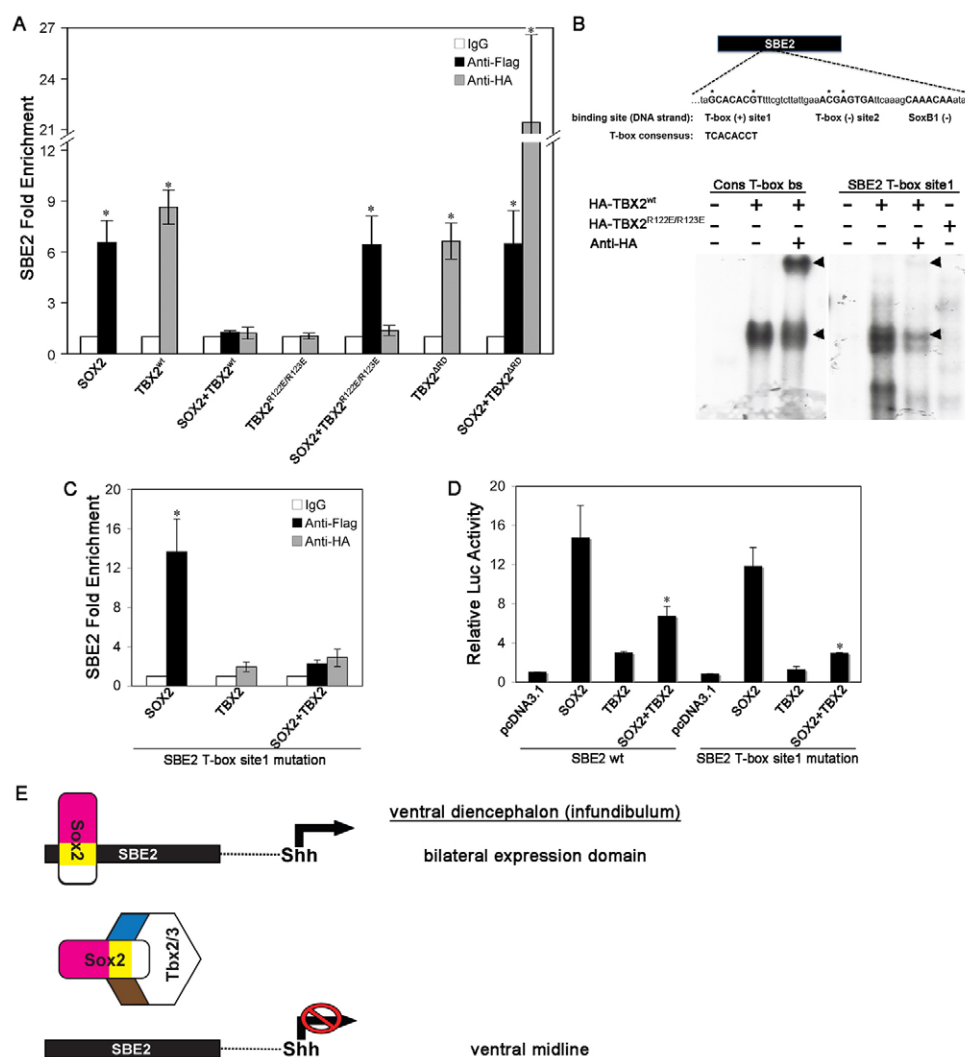 A
SBE2 Fold Enrichment
27
24
21
9
6
3
0
IgG
Anti-Flag
Anti-HA
*
*
*
*
*
*
SOX2
TBX2wt
SOX2+TBX2wt
TBX2R122E/R123E
SOX2+TBX2R122E/R123E
TBX2ΔRD
SOX2+TBX2ΔRD
B
SBE2
* * * *
...taGCACACGTtttcgtcttattgaaACGAGTGAttcaaagCAAACAAata
binding site (DNA strand): T-box (+) site1 T-box (-) site2 SoxB1 (-)
T-box consensus: TCACACCT
Cons T-box bs SBE2 T-box site1
HA-TBX2wt - + + - + + -
HA-TBX2R122E/R123E - - - - - - +
Anti-HA - - + - - + -
C
SBE2 Fold Enrichment
20
16
12
8
4
0
IgG
Anti-Flag
Anti-HA
*
SOX2
TBX2
SOX2+TBX2
SBE2 T-box site1 mutation
D
Relative Luc Activity
20
16
12
8
4
0
*
*
pcDNA3.1
SOX2
TBX2
SOX2+TBX2
pcDNA3.1
SOX2
TBX2
SOX2+TBX2
SBE2 wt SBE2 T-box site1 mutation
E
Sox2
SBE2
Shh
ventral diencephalon (infundibulum)
bilateral expression domain
Sox2
Tbx2/3
SBE2
Shh
ventral midline